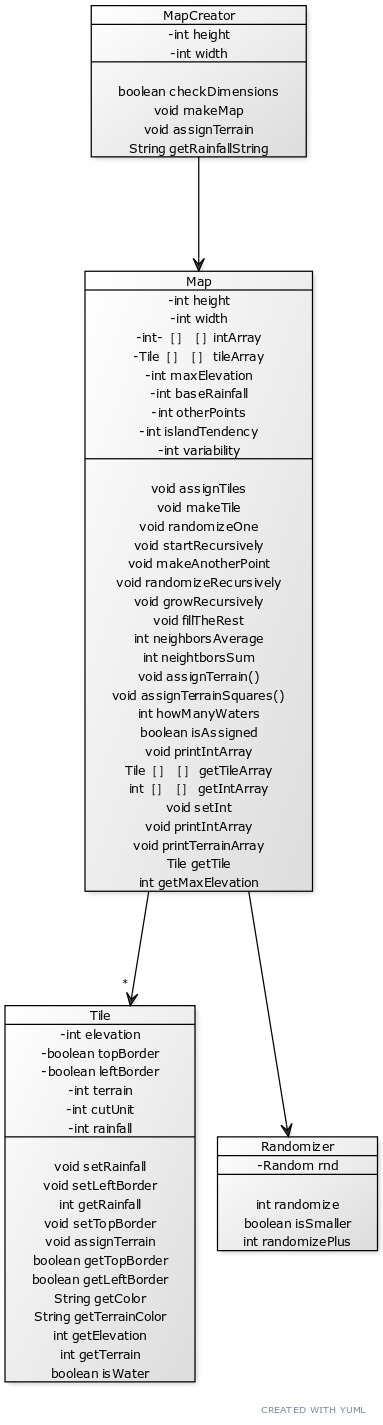 MapCreator
-int height
-int width
boolean checkDimensions
void makeMap
void assignTerrain
String getRainfallString
Map
-int height
-int width
-int- [] [] intArray
-Tile [] [] tileArray
-int maxElevation
-int baseRainfall
-int otherPoints
-int islandTendency
-int variability
void assignTiles
void makeTile
void randomizeOne
void startRecursively
void makeAnotherPoint
void randomizeRecursively
void growRecursively
void fillTheRest
int neighborsAverage
int neightborsSum
void assignTerrain()
void assignTerrainSquares()
int howManyWaters
boolean isAssigned
void printIntArray
Tile [] [] getTileArray
int [] [] getIntArray
void setInt
void printIntArray
void printTerrainArray
Tile getTile
int getMaxElevation
*
Tile
-int elevation
-boolean topBorder
-boolean leftBorder
-int terrain
-int cutUnit
-int rainfall
void setRainfall
void setLeftBorder
int getRainfall
void setTopBorder
void assignTerrain
boolean getTopBorder
boolean getLeftBorder
String getColor
String getTerrainColor
int getElevation
int getTerrain
boolean isWater
Randomizer
-Random rnd
int randomize
boolean isSmaller
int randomizePlus
CREATED WITH YUML